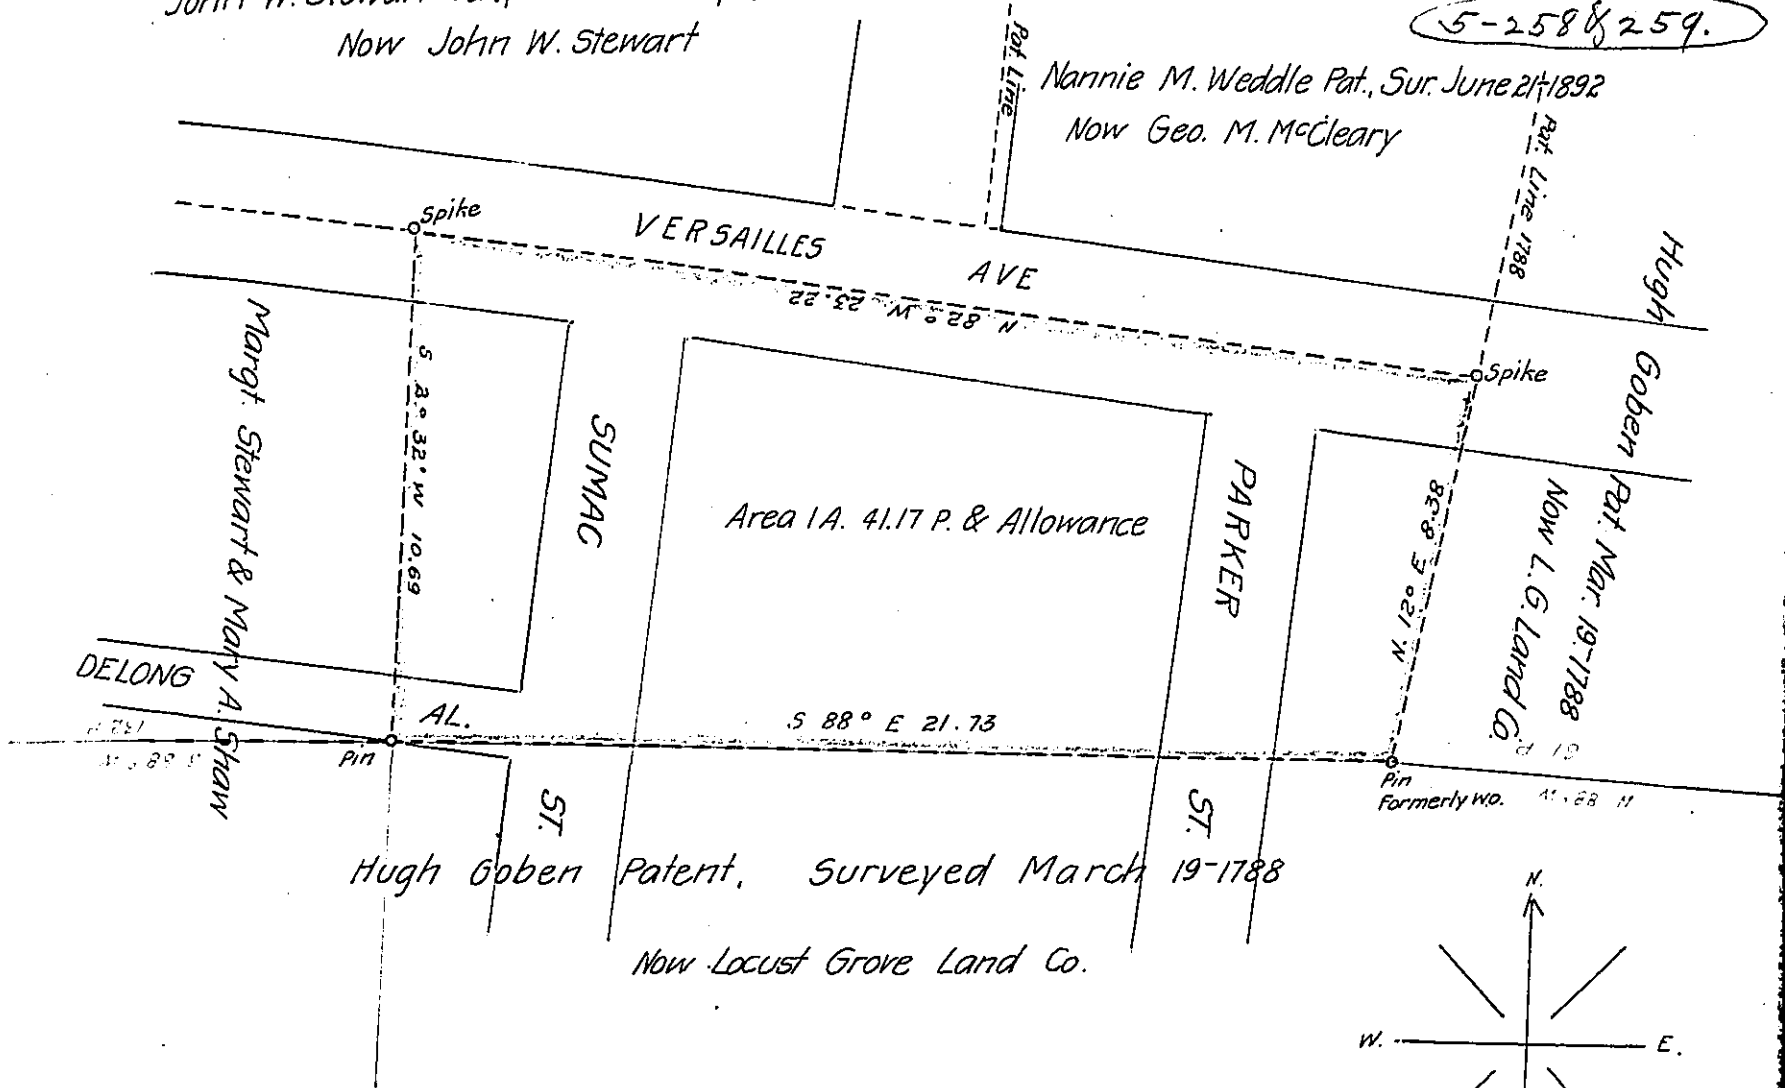 Now John W. Stewart
5-258 & 259.
Pat. Line
Nannie M. Weddle Pat., Sur. June 21-1892
Now Geo. M. McCleary
Pat. Line 1788
Spike
VERSAILLES
AVE
N 82° W 23.22
Spike
Hugh Goben Pat. Mar. 19-1788
Now L. G. Land Co.
Margt. Stewart & Mary A. Shaw
S 3° 32' W 10.69
SUMAC
Area 1A. 41.17 P. & Allowance
PARKER
N 12° E 8.38
DELONG
AL.
S 88° E 21.73
Pin
Pin
Formerly W.O.
ST.
ST.
Hugh Goben Patent, Surveyed March 19-1788
Now Locust Grove Land Co.
N.
W.
E.